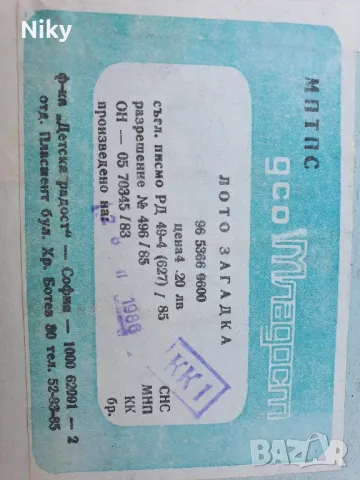 Niky
МПТПС
дсо Младост
ЛОТО ЗАГАДКА
96 5366 9600
цена 4.20 лв
съгл. писмо РД 49-4 (627) / 85
разрешение № 496 / 85
ОН — 05 70345 / 83
произведено на:
1986
СНС
МНП
КК
бр.
КК1
ф-ка „Детска радост" — София — 1000 62091 — 2
отд. Пласмент бул. Хр. Ботев 80 тел. 52-83-85
BAZAR